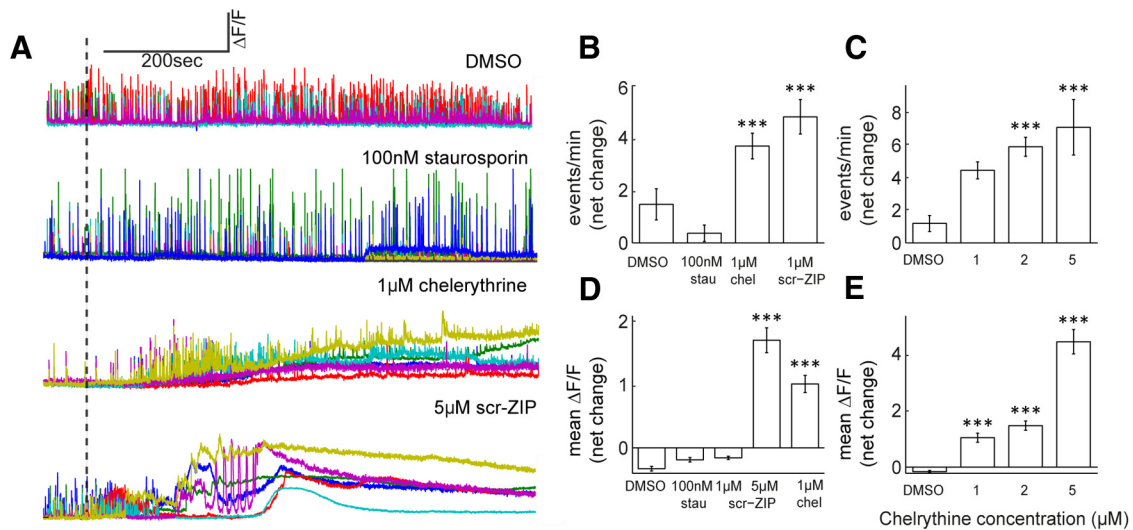 A
ΔF/F
200sec
DMSO
100nM staurosporin
1µM chelerythrine
5µM scr-ZIP
B
events/min
(net change)
6
4
2
0
***
***
DMSO
100nM
stau
1µM
chel
1µM
scr-ZIP
C
events/min
(net change)
8
6
4
2
0
***
***
DMSO
1
2
5
D
mean ΔF/F
(net change)
2
1
0
***
***
DMSO
100nM
stau
1µM
5µM
scr-ZIP
1µM
chel
E
mean ΔF/F
(net change)
4
2
0
***
***
***
DMSO
1
2
5
Chelrythine concentration (µM)